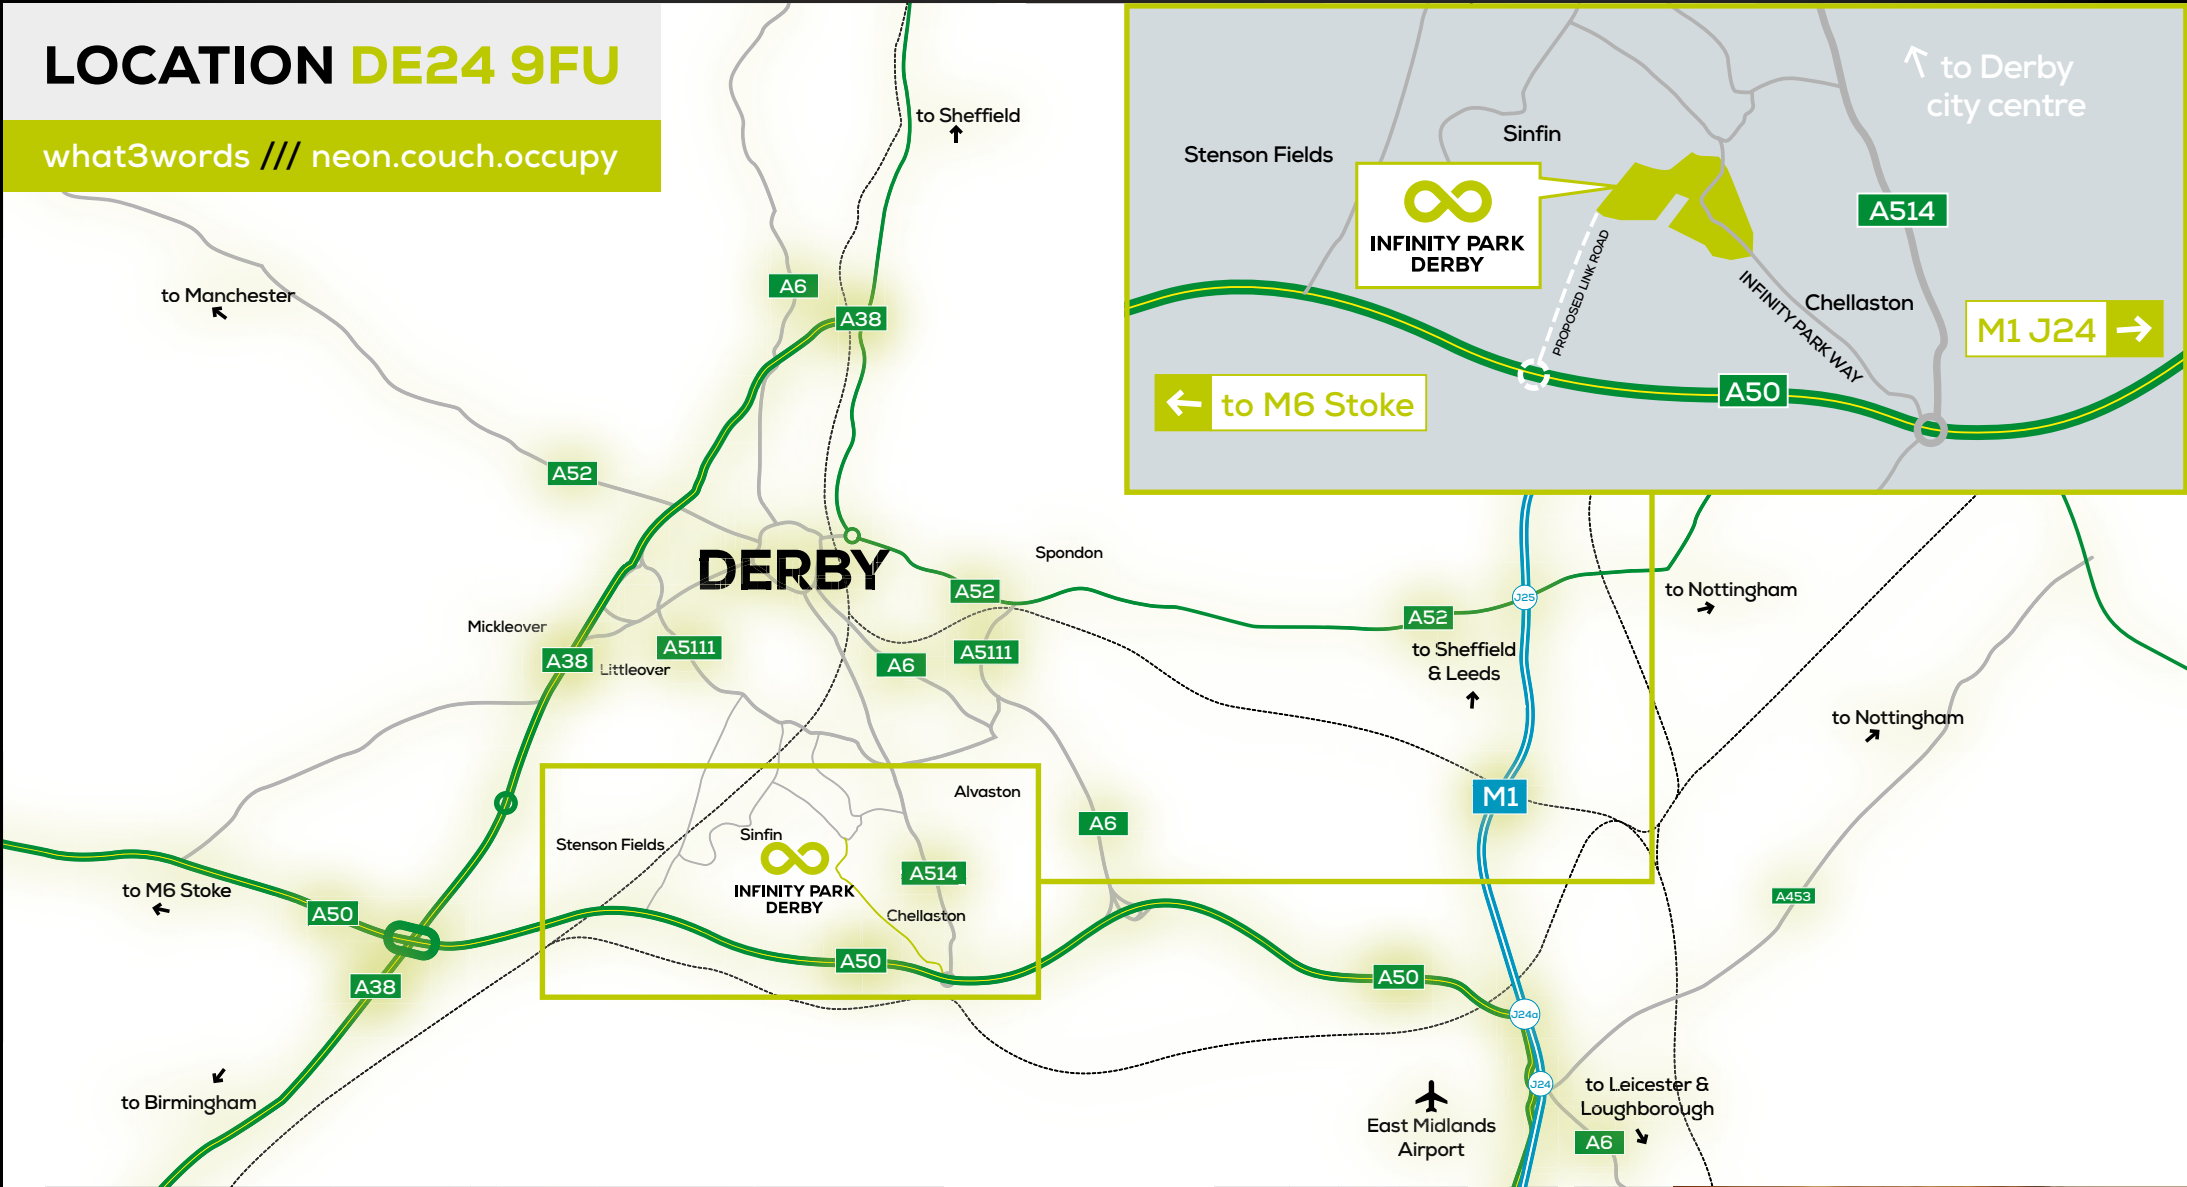 LOCATION DE24 9FU
what3words /// neon.couch.occupy
to Sheffield
to Manchester
A6
A38
A52
DERBY
Spondon
A52
A52
J25
to Nottingham
Mickleover
A38
Littleover
A5111
A6
A5111
to Sheffield
& Leeds
to Nottingham
M1
Alvaston
A6
Sinfin
Stenson Fields
INFINITY PARK
DERBY
A514
Chellaston
to M6 Stoke
A50
A453
A50
A50
A38
J24a
J24
to Birmingham
East Midlands
Airport
to Leicester &
Loughborough
A6
to Derby
city centre
Sinfin
Stenson Fields
INFINITY PARK
DERBY
A514
PROPOSED LINK ROAD
INFINITY PARK WAY
Chellaston
M1 J24
A50
to M6 Stoke